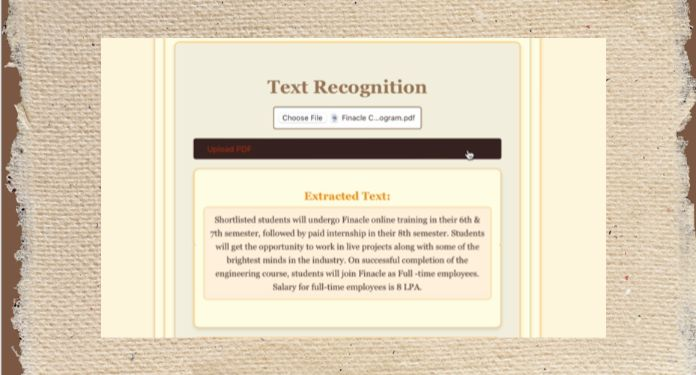 Text Recognition
Choose File Finacle C...ogram.pdf
Upload PDF
Extracted Text:
Shortlisted students will undergo Finacle online training in their 6th &
7th semester, followed by paid internship in their 8th semester. Students
will get the opportunity to work in live projects along with some of the
brightest minds in the industry. On successful completion of the
engineering course, students will join Finacle as Full -time employees.
Salary for full-time employees is 8 LPA.